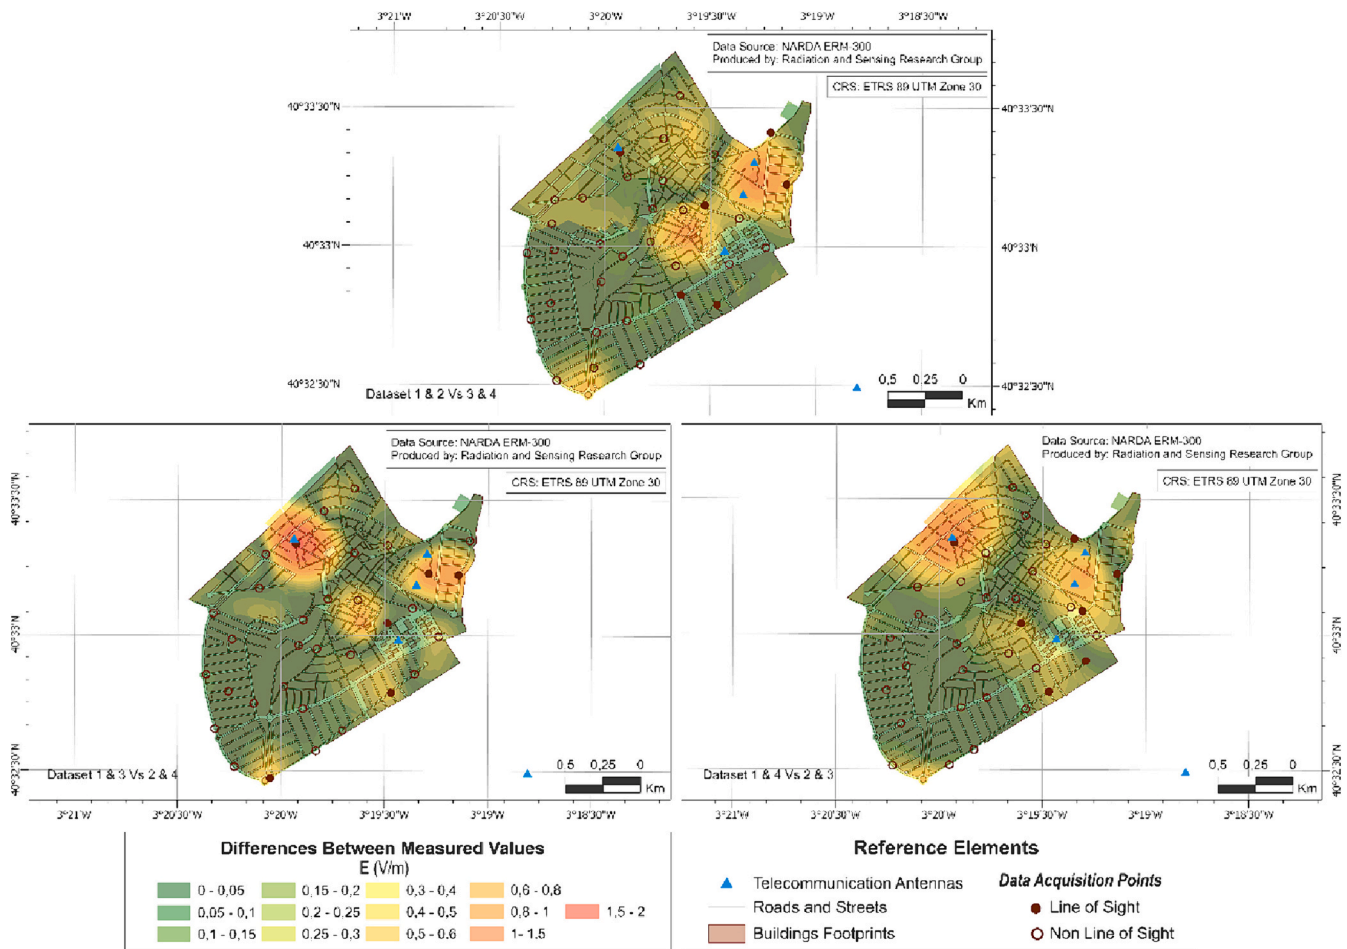 3°21'W 3°20'30"W 3°20'W 3°19'30"W 3°19'W 3°18'30"W
Data Source: NARDA ERM-300
Produced by: Radiation and Sensing Research Group
CRS: ETRS 89 UTM Zone 30
40°33'30"N 40°33'30"N
40°33'N 40°33'N
40°32'30"N 40°32'30"N
Dataset 1 & 2 Vs 3 & 4
0,5 0,25 0
Km
Data Source: NARDA ERM-300
Produced by: Radiation and Sensing Research Group
CRS: ETRS 89 UTM Zone 30
40°33'30"N
40°33'N
40°32'30"N
Dataset 1 & 3 Vs 2 & 4
0,5 0,25 0
Km
3°21'W 3°20'30"W 3°20'W 3°19'30"W 3°19'W 3°18'30"W
Data Source: NARDA ERM-300
Produced by: Radiation and Sensing Research Group
CRS: ETRS 89 UTM Zone 30
40°33'30"N
40°33'N
40°32'30"N
Dataset 1 & 4 Vs 2 & 3
0,5 0,25 0
Km
3°21'W 3°20'30"W 3°20'W 3°19'30"W 3°19'W 3°18'30"W
Differences Between Measured Values
E (V/m)
0 - 0,05 0,15 - 0,2 0,3 - 0,4 0,6 - 0,8
0,05 - 0,1 0,2 - 0,25 0,4 - 0,5 0,8 - 1 1,5 - 2
0,1 - 0,15 0,25 - 0,3 0,5 - 0,6 1- 1.5
Reference Elements
Telecommunication Antennas
Roads and Streets
Buildings Footprints
Data Acquisition Points
Line of Sight
Non Line of Sight